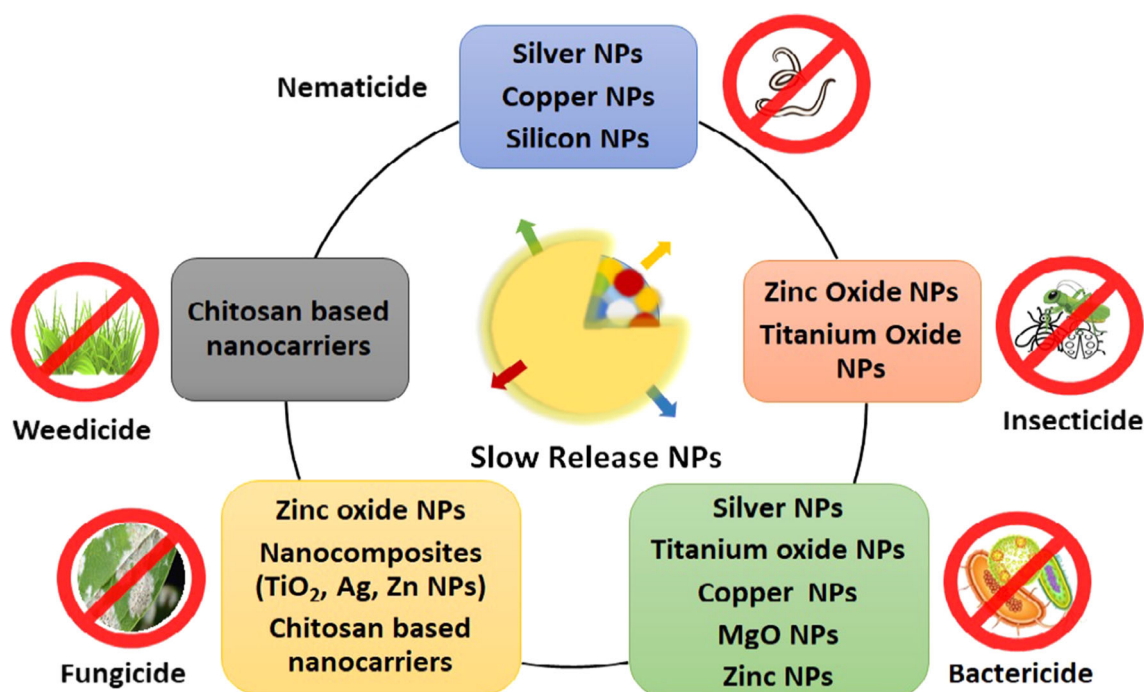 Nematicide
Silver NPs
Copper NPs
Silicon NPs
Chitosan based
nanocarriers
Weedicide
Zinc Oxide NPs
Titanium Oxide
NPs
Insecticide
Slow Release NPs
Zinc oxide NPs
Nanocomposites
(TiO₂, Ag, Zn NPs)
Chitosan based
nanocarriers
Fungicide
Silver NPs
Titanium oxide NPs
Copper NPs
MgO NPs
Zinc NPs
Bactericide